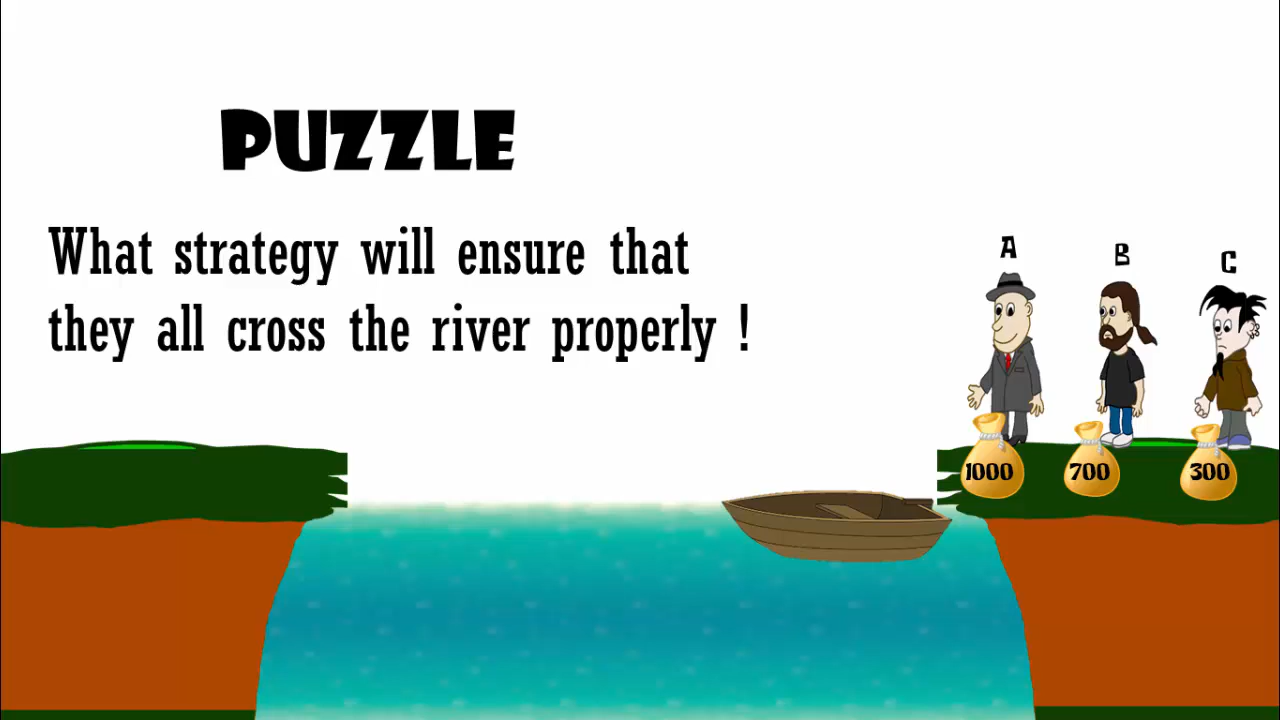 PUZZLE
What strategy will ensure that
they all cross the river properly !
A B C
1000 700 300